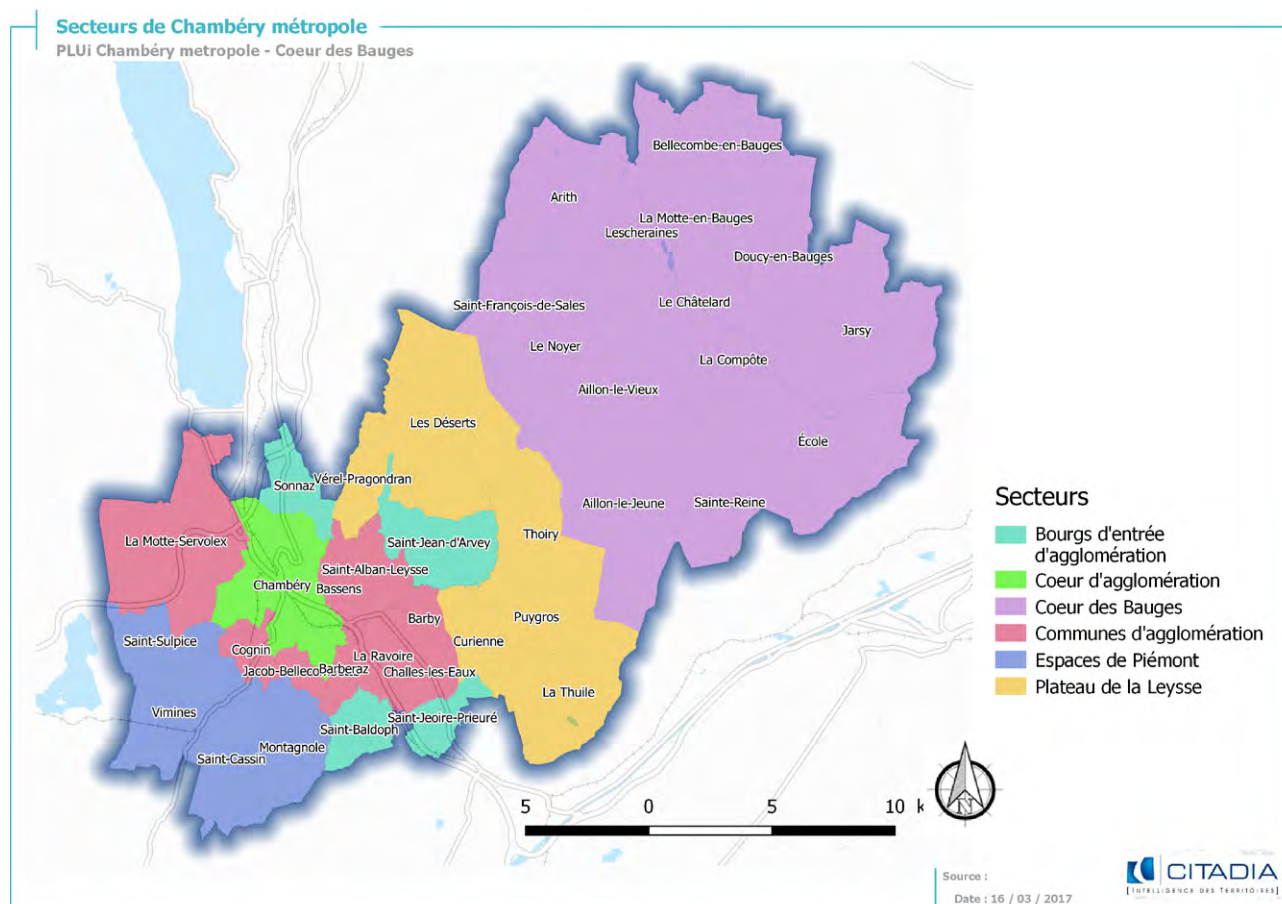 Secteurs de Chambéry métropole
PLUi Chambéry metropole - Coeur des Bauges
Bellecombe-en-Bauges
Arith
La Motte-en-Bauges
Lescheraines
Doucy-en-Bauges
Saint-François-de-Sales
Le Châtelard
Jarsy
Le Noyer
La Compôte
Aillon-le-Vieux
Les Déserts
École
Vérel-Pragondran
Sonnaz
Aillon-le-Jeune
Sainte-Reine
La Motte-Servolex
Saint-Jean-d'Arvey
Thoiry
Saint-Alban-Leysse
Chambéry
Bassens
Barby
Puygros
Saint-Sulpice
Curienne
Cognin
La Ravoire
Barberaz
Challes-les-Eaux
La Thuile
Vimines
Saint-Jeoire-Prieuré
Saint-Baldoph
Montagnole
Saint-Cassin
Secteurs
Bourgs d'entrée
d'agglomération
Coeur d'agglomération
Coeur des Bauges
Communes d'agglomération
Espaces de Piémont
Plateau de la Leysse
5 0 5 10 k
N
Source :
Date : 16 / 03 / 2017
CITADIA
[INTELLIGENCE DES TERRITOIRES]